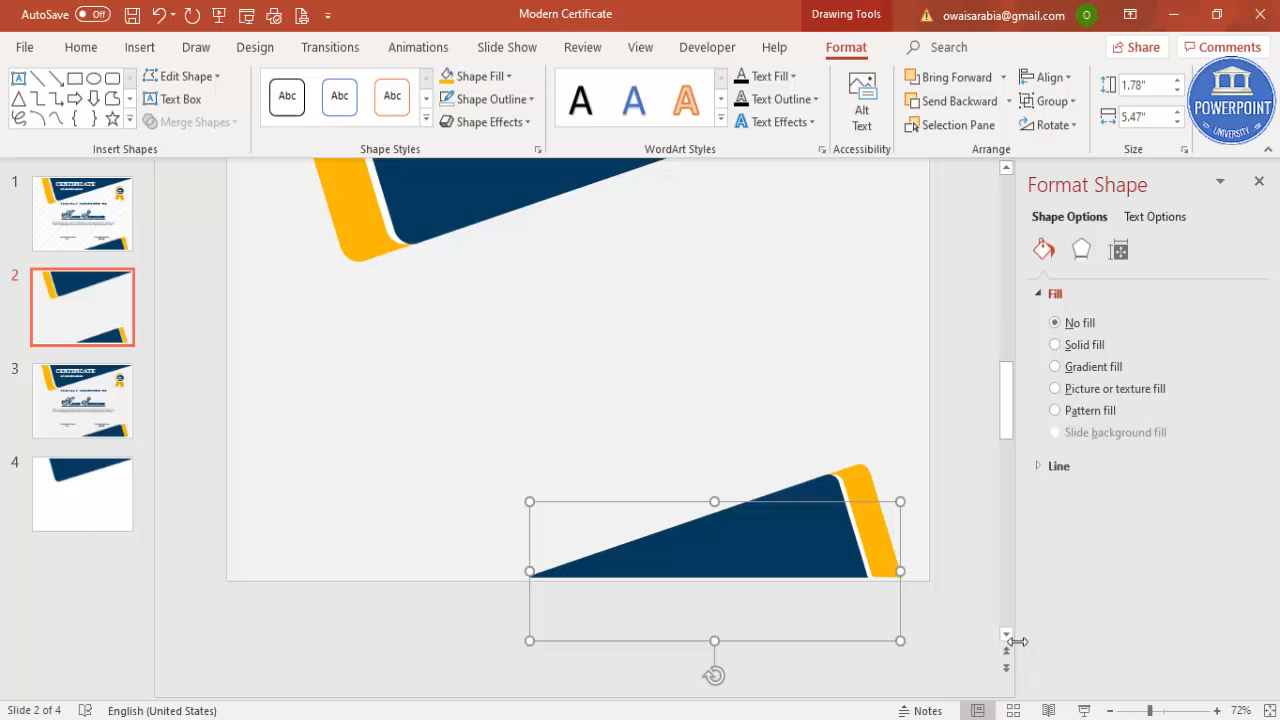 AutoSave Off
Modern Certificate
Drawing Tools
owaisarabia@gmail.com
O
File Home Insert Draw Design Transitions Animations Slide Show Review View Developer Help Format Search Share Comments
Edit Shape
Text Box
Merge Shapes
Insert Shapes
Abc Abc Abc
Shape Fill
Shape Outline
Shape Effects
Shape Styles
A A A
Text Fill
Text Outline
Text Effects
WordArt Styles
Alt Text
Accessibility
Bring Forward
Send Backward
Selection Pane
Align
Group
Rotate
Arrange
1.78"
5.47"
Size
POWERPOINT
UNIVERSITY
1
CERTIFICATE
2
3
CERTIFICATE
4
Format Shape
Shape Options Text Options
Fill
No fill
Solid fill
Gradient fill
Picture or texture fill
Pattern fill
Slide background fill
Line
Slide 2 of 4
English (United States)
Notes
72%